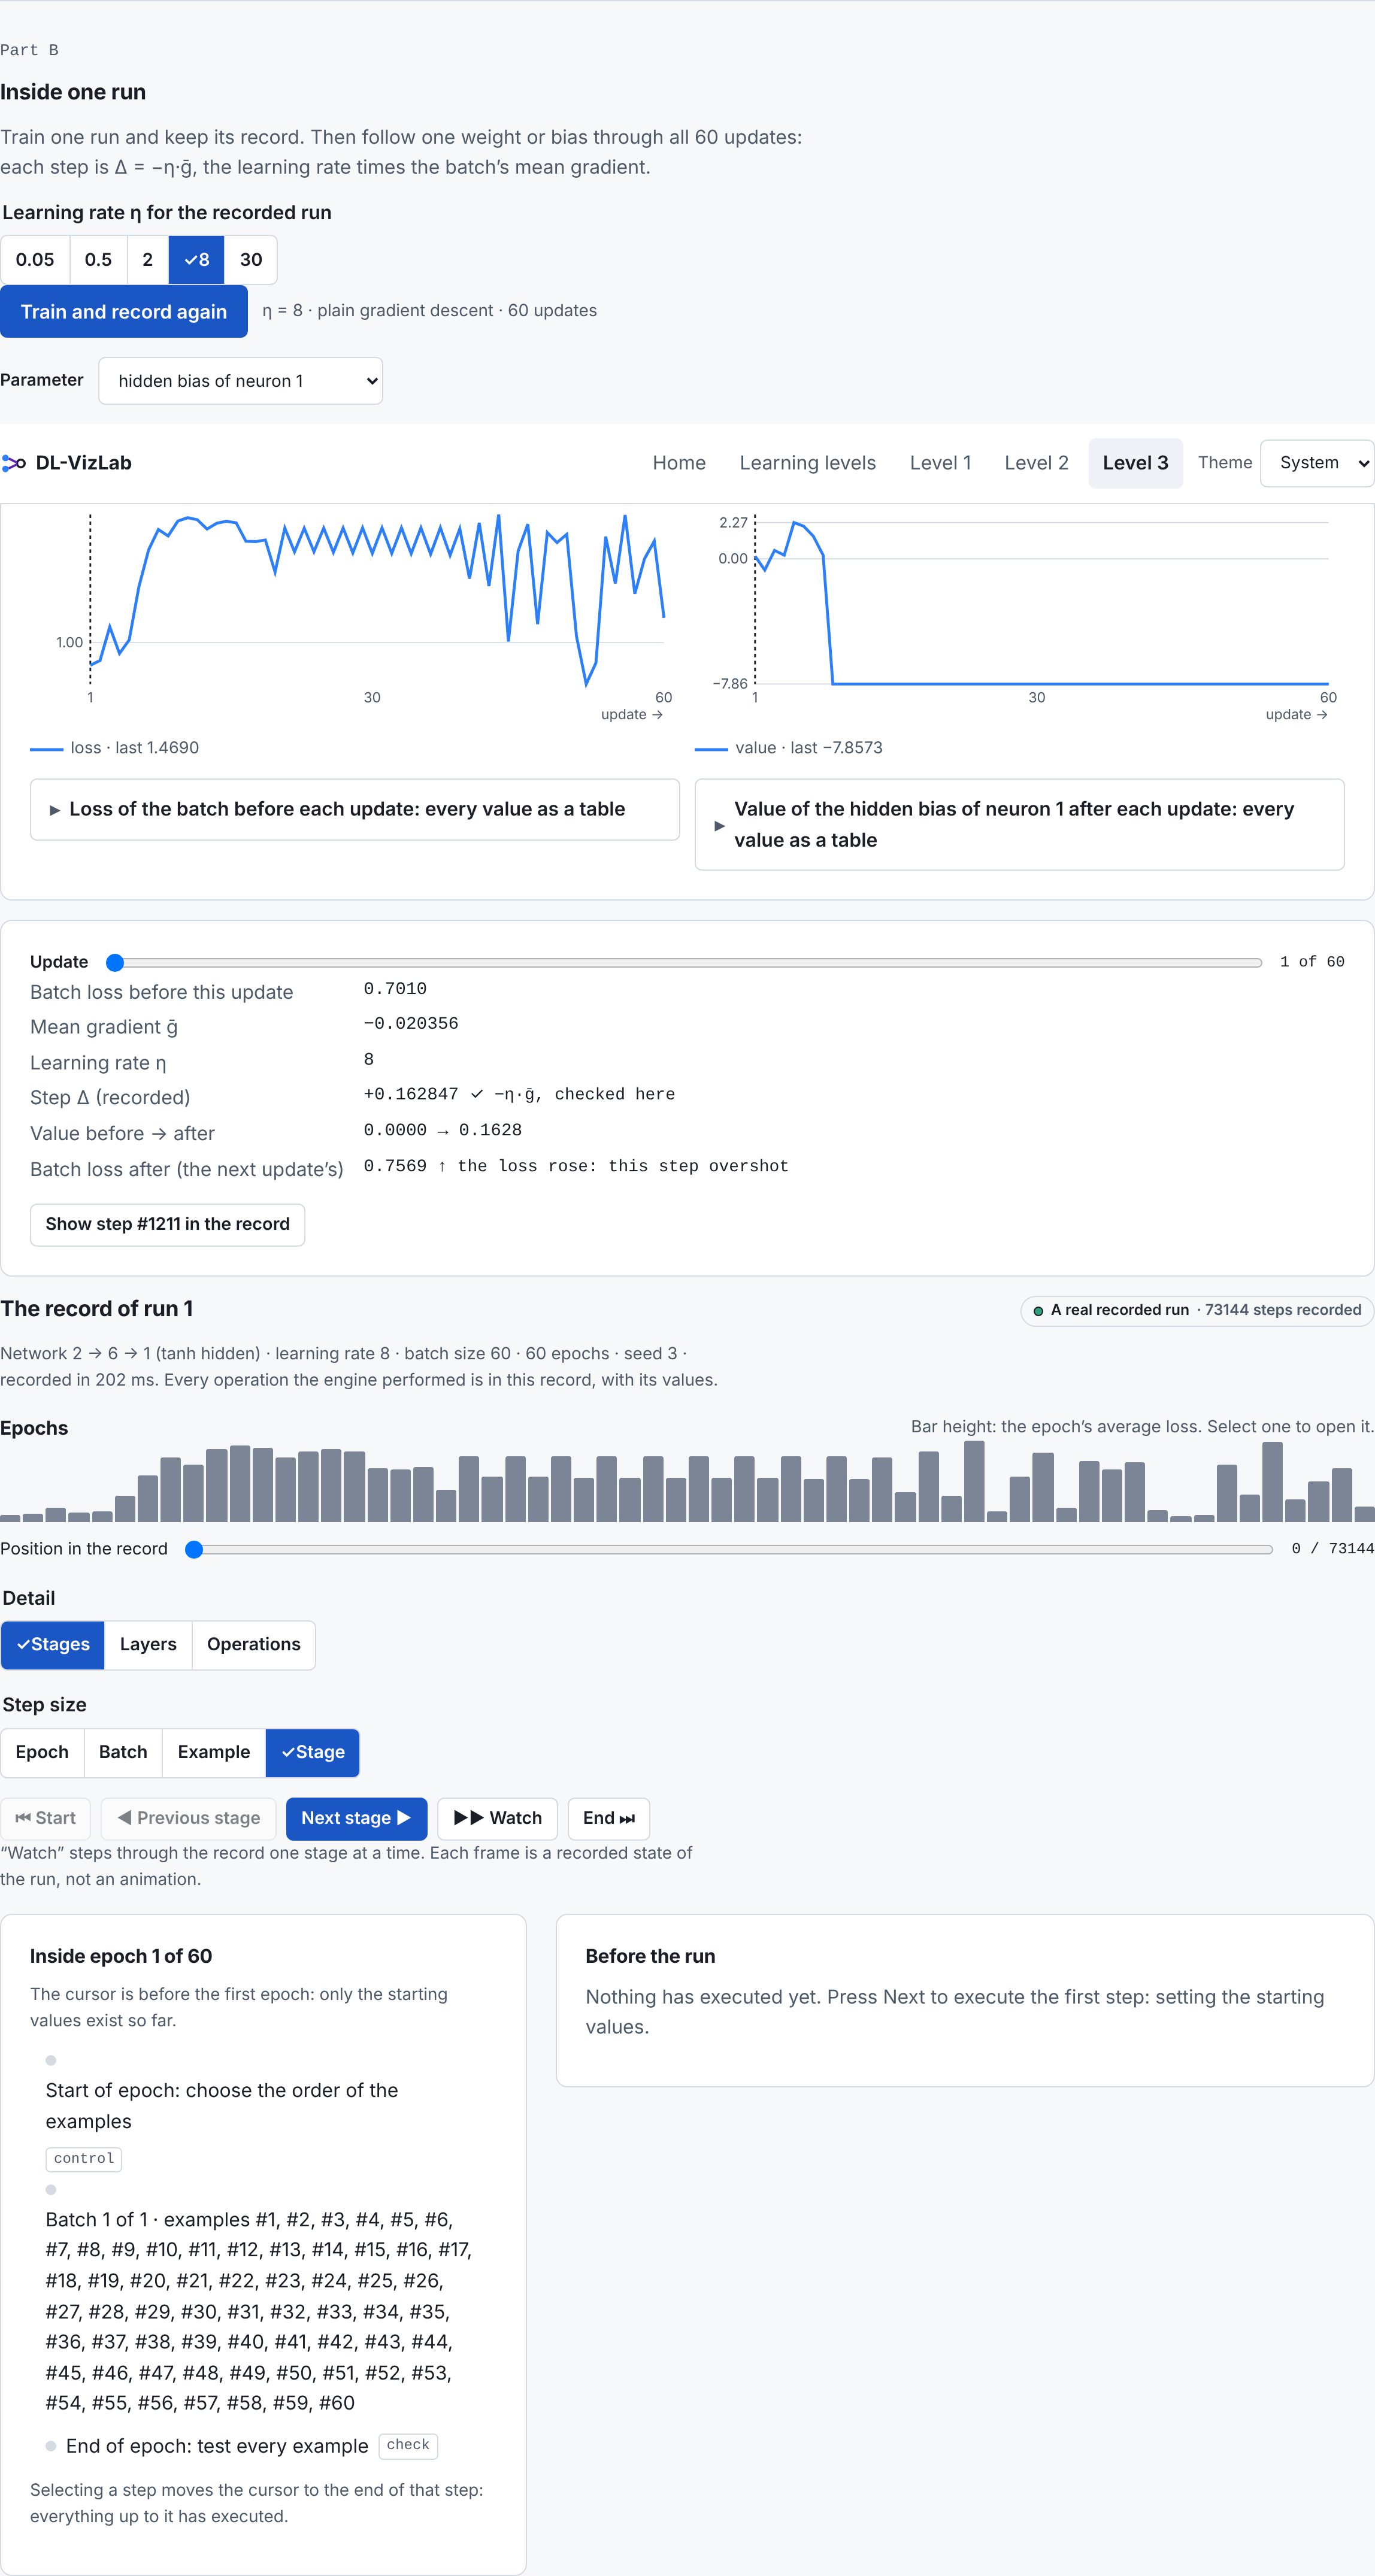 Part B
Inside one run
Train one run and keep its record. Then follow one weight or bias through all 60 updates:
each step is Δ = −η·ḡ, the learning rate times the batch’s mean gradient.
Learning rate η for the recorded run
0.05 0.5 2 ✓8 30
Train and record again η = 8 · plain gradient descent · 60 updates
Parameter hidden bias of neuron 1
DL-VizLab Home Learning levels Level 1 Level 2 Level 3 Theme System
1.00
1 30 60
update →
loss · last 1.4690
▶ Loss of the batch before each update: every value as a table
2.27
0.00
−7.86
1 30 60
update →
value · last −7.8573
▶ Value of the hidden bias of neuron 1 after each update: every
value as a table
Update 1 of 60
Batch loss before this update 0.7010
Mean gradient ḡ −0.020356
Learning rate η 8
Step Δ (recorded) +0.162847 ✓ −η·ḡ, checked here
Value before → after 0.0000 → 0.1628
Batch loss after (the next update’s) 0.7569 ↑ the loss rose: this step overshot
Show step #1211 in the record
The record of run 1 A real recorded run · 73144 steps recorded
Network 2 → 6 → 1 (tanh hidden) · learning rate 8 · batch size 60 · 60 epochs · seed 3 ·
recorded in 202 ms. Every operation the engine performed is in this record, with its values.
Epochs Bar height: the epoch’s average loss. Select one to open it.
Position in the record 0 / 73144
Detail
✓Stages Layers Operations
Step size
Epoch Batch Example ✓Stage
⏮ Start ◀ Previous stage Next stage ▶ ▶▶ Watch End ⏭
“Watch” steps through the record one stage at a time. Each frame is a recorded state of
the run, not an animation.
Inside epoch 1 of 60
The cursor is before the first epoch: only the starting
values exist so far.
Start of epoch: choose the order of the
examples
control
Batch 1 of 1 · examples #1, #2, #3, #4, #5, #6,
#7, #8, #9, #10, #11, #12, #13, #14, #15, #16, #17,
#18, #19, #20, #21, #22, #23, #24, #25, #26,
#27, #28, #29, #30, #31, #32, #33, #34, #35,
#36, #37, #38, #39, #40, #41, #42, #43, #44,
#45, #46, #47, #48, #49, #50, #51, #52, #53,
#54, #55, #56, #57, #58, #59, #60
End of epoch: test every example check
Selecting a step moves the cursor to the end of that step:
everything up to it has executed.
Before the run
Nothing has executed yet. Press Next to execute the first step: setting the starting
values.